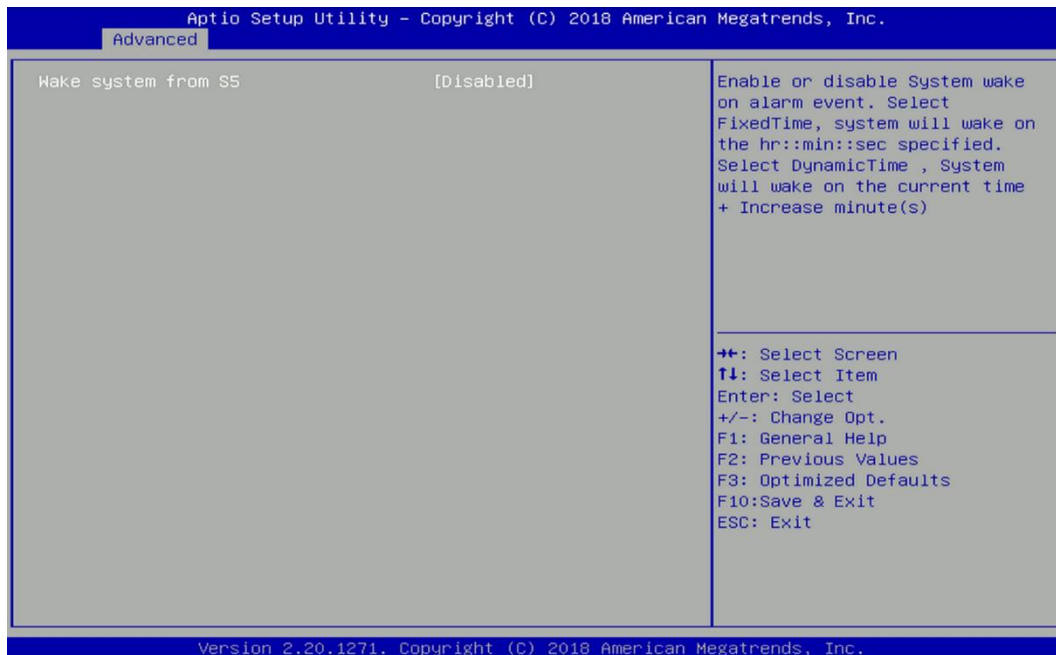 Aptio Setup Utility – Copyright (C) 2018 American Megatrends, Inc.
Advanced
Wake system from S5 [Disabled]
Enable or disable System wake
on alarm event. Select
FixedTime, system will wake on
the hr::min::sec specified.
Select DynamicTime , System
will wake on the current time
+ Increase minute(s)
→←: Select Screen
↑↓: Select Item
Enter: Select
+/-: Change Opt.
F1: General Help
F2: Previous Values
F3: Optimized Defaults
F10:Save & Exit
ESC: Exit
Version 2.20.1271. Copyright (C) 2018 American Megatrends, Inc.